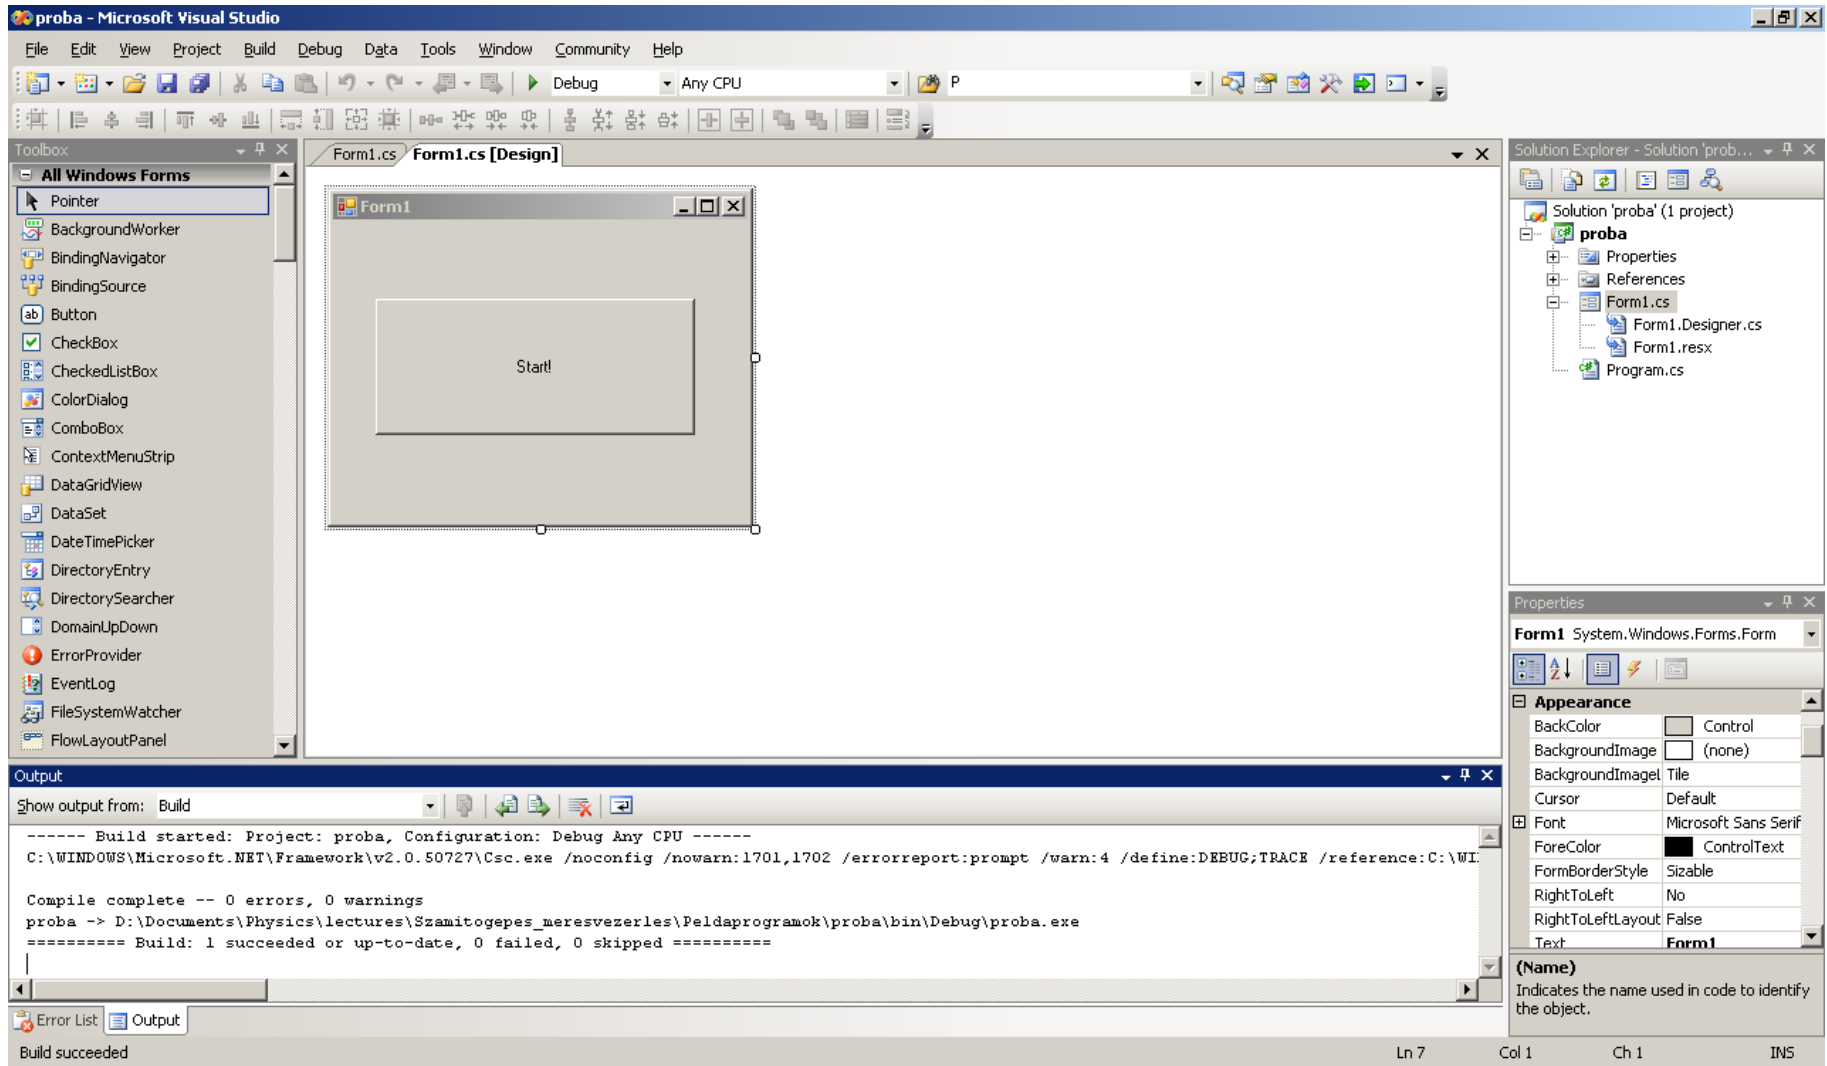 proba - Microsoft Visual Studio
File Edit View Project Build Debug Data Tools Window Community Help
Debug Any CPU P
Toolbox
All Windows Forms
Pointer
BackgroundWorker
BindingNavigator
BindingSource
Button
CheckBox
CheckedListBox
ColorDialog
ComboBox
ContextMenuStrip
DataGridView
DataSet
DateTimePicker
DirectoryEntry
DirectorySearcher
DomainUpDown
ErrorProvider
EventLog
FileSystemWatcher
FlowLayoutPanel
Form1.cs Form1.cs [Design]
Form1
Start!
Solution Explorer - Solution 'prob...
Solution 'proba' (1 project)
proba
Properties
References
Form1.cs
Form1.Designer.cs
Form1.resx
Program.cs
Properties
Form1 System.Windows.Forms.Form
Appearance
BackColor Control
BackgroundImage (none)
BackgroundImageL Tile
Cursor Default
Font Microsoft Sans Serif
ForeColor ControlText
FormBorderStyle Sizable
RightToLeft No
RightToLeftLayout False
Text Form1
(Name)
Indicates the name used in code to identify
the object.
Output
Show output from: Build
------ Build started: Project: proba, Configuration: Debug Any CPU ------
C:\WINDOWS\Microsoft.NET\Framework\v2.0.50727\Csc.exe /noconfig /nowarn:1701,1702 /errorreport:prompt /warn:4 /define:DEBUG;TRACE /reference:C:\WI
Compile complete -- 0 errors, 0 warnings
proba -> D:\Documents\Physics\lectures\Szamitogepes_meresvezerles\Peldaprogramok\proba\bin\Debug\proba.exe
========== Build: 1 succeeded or up-to-date, 0 failed, 0 skipped ==========
Error List Output
Build succeeded Ln 7 Col 1 Ch 1 INS